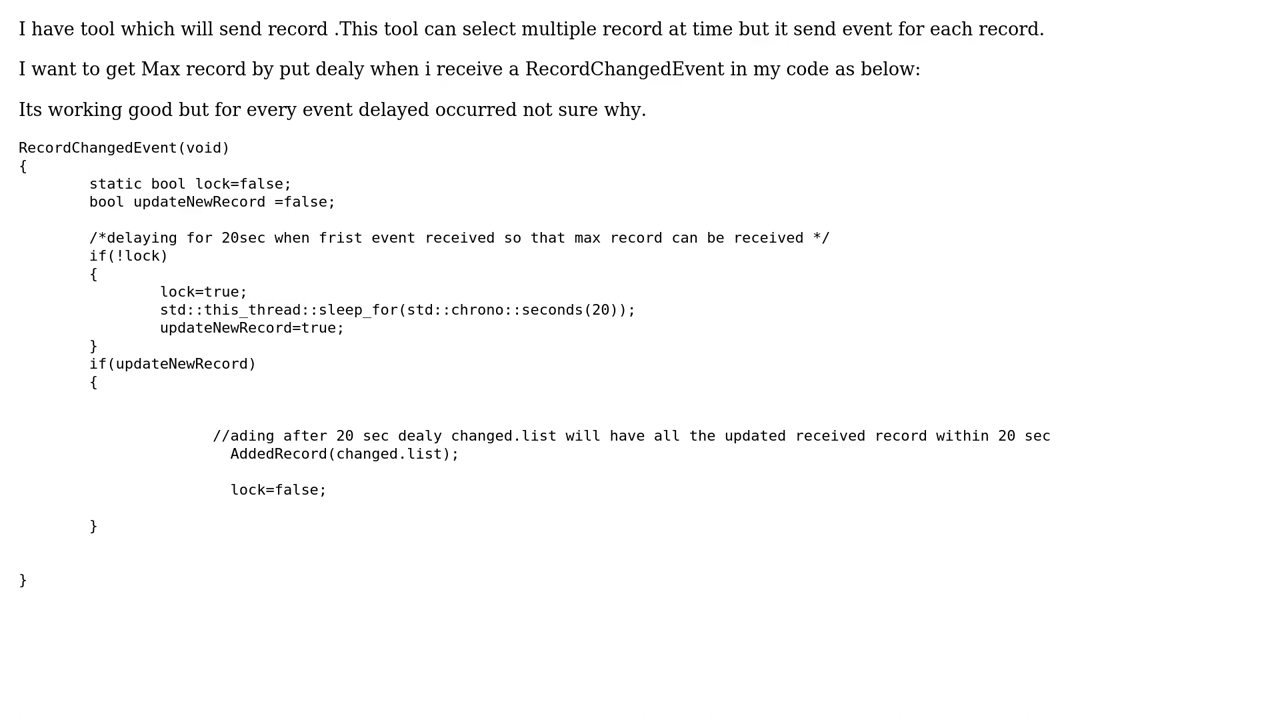 I have tool which will send record .This tool can select multiple record at time but it send event for each record.
I want to get Max record by put dealy when i receive a RecordChangedEvent in my code as below:
Its working good but for every event delayed occurred not sure why.
RecordChangedEvent(void)
{
        static bool lock=false;
        bool updateNewRecord =false;

        /*delaying for 20sec when frist event received so that max record can be received */
        if(!lock)
        {
                lock=true;
                std::this_thread::sleep_for(std::chrono::seconds(20));
                updateNewRecord=true;
        }
        if(updateNewRecord)
        {


                      //ading after 20 sec dealy changed.list will have all the updated received record within 20 sec
                        AddedRecord(changed.list);

                        lock=false;

        }


}